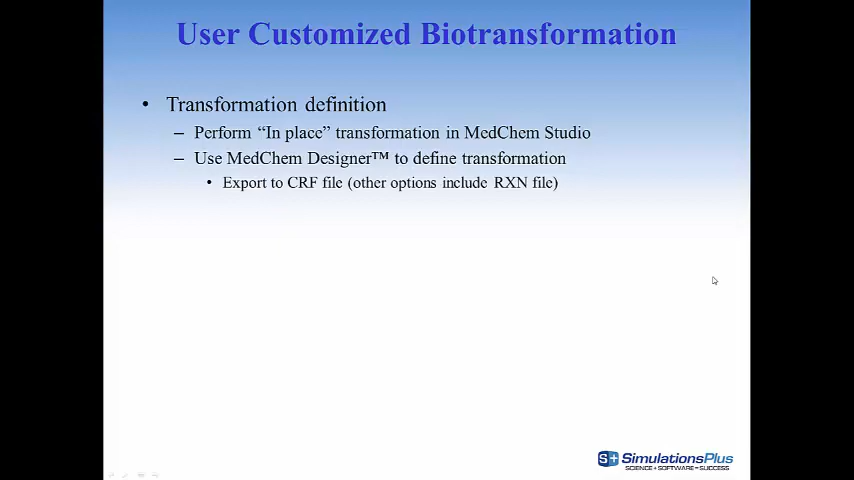 User Customized Biotransformation
• Transformation definition
– Perform “In place” transformation in MedChem Studio
– Use MedChem Designer™ to define transformation
• Export to CRF file (other options include RXN file)
S+ SimulationsPlus
SCIENCE + SOFTWARE = SUCCESS